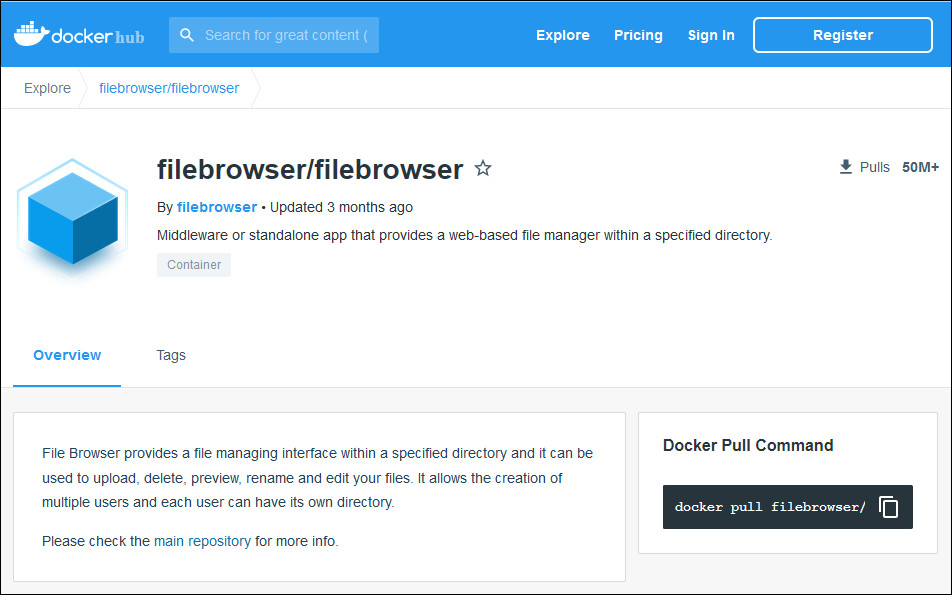 docker hub
Search for great content (
Explore
Pricing
Sign In
Register
Explore
filebrowser/filebrowser
filebrowser/filebrowser
Pulls 50M+
By filebrowser • Updated 3 months ago
Middleware or standalone app that provides a web-based file manager within a specified directory.
Container
Overview
Tags
File Browser provides a file managing interface within a specified directory and it can be
used to upload, delete, preview, rename and edit your files. It allows the creation of
multiple users and each user can have its own directory.
Please check the main repository for more info.
Docker Pull Command
docker pull filebrowser/